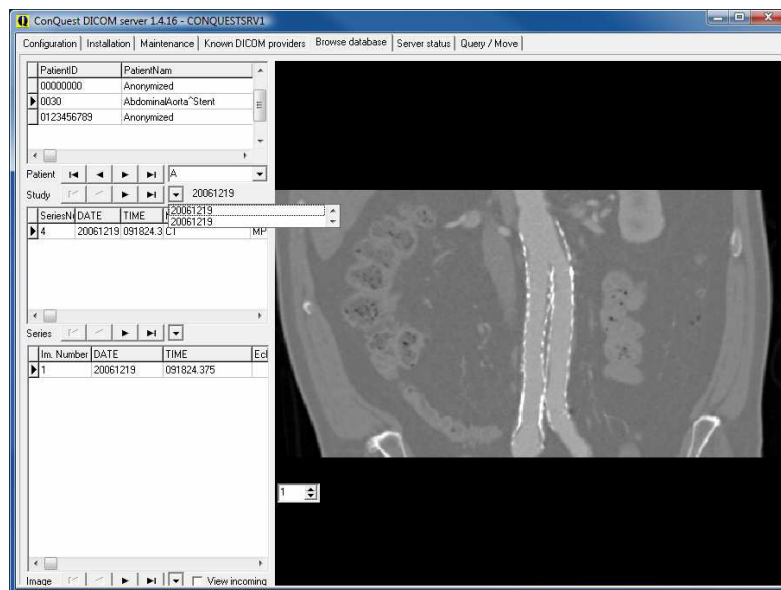 ConQuest DICOM server 1.4.16 - CONQUESTSRV1
Configuration Installation Maintenance Known DICOM providers Browse database Server status Query / Move
PatientID PatientNam
00000000 Anonymized
0030 AbdominalAorta^Stent
0123456789 Anonymized
Patient A
Study 20061219
20061219
20061219
SeriesN DATE TIME
4 20061219 091824.3 CT MP
Series
Im. Number DATE TIME Ecl
1 20061219 091824.375
1
Image View incoming